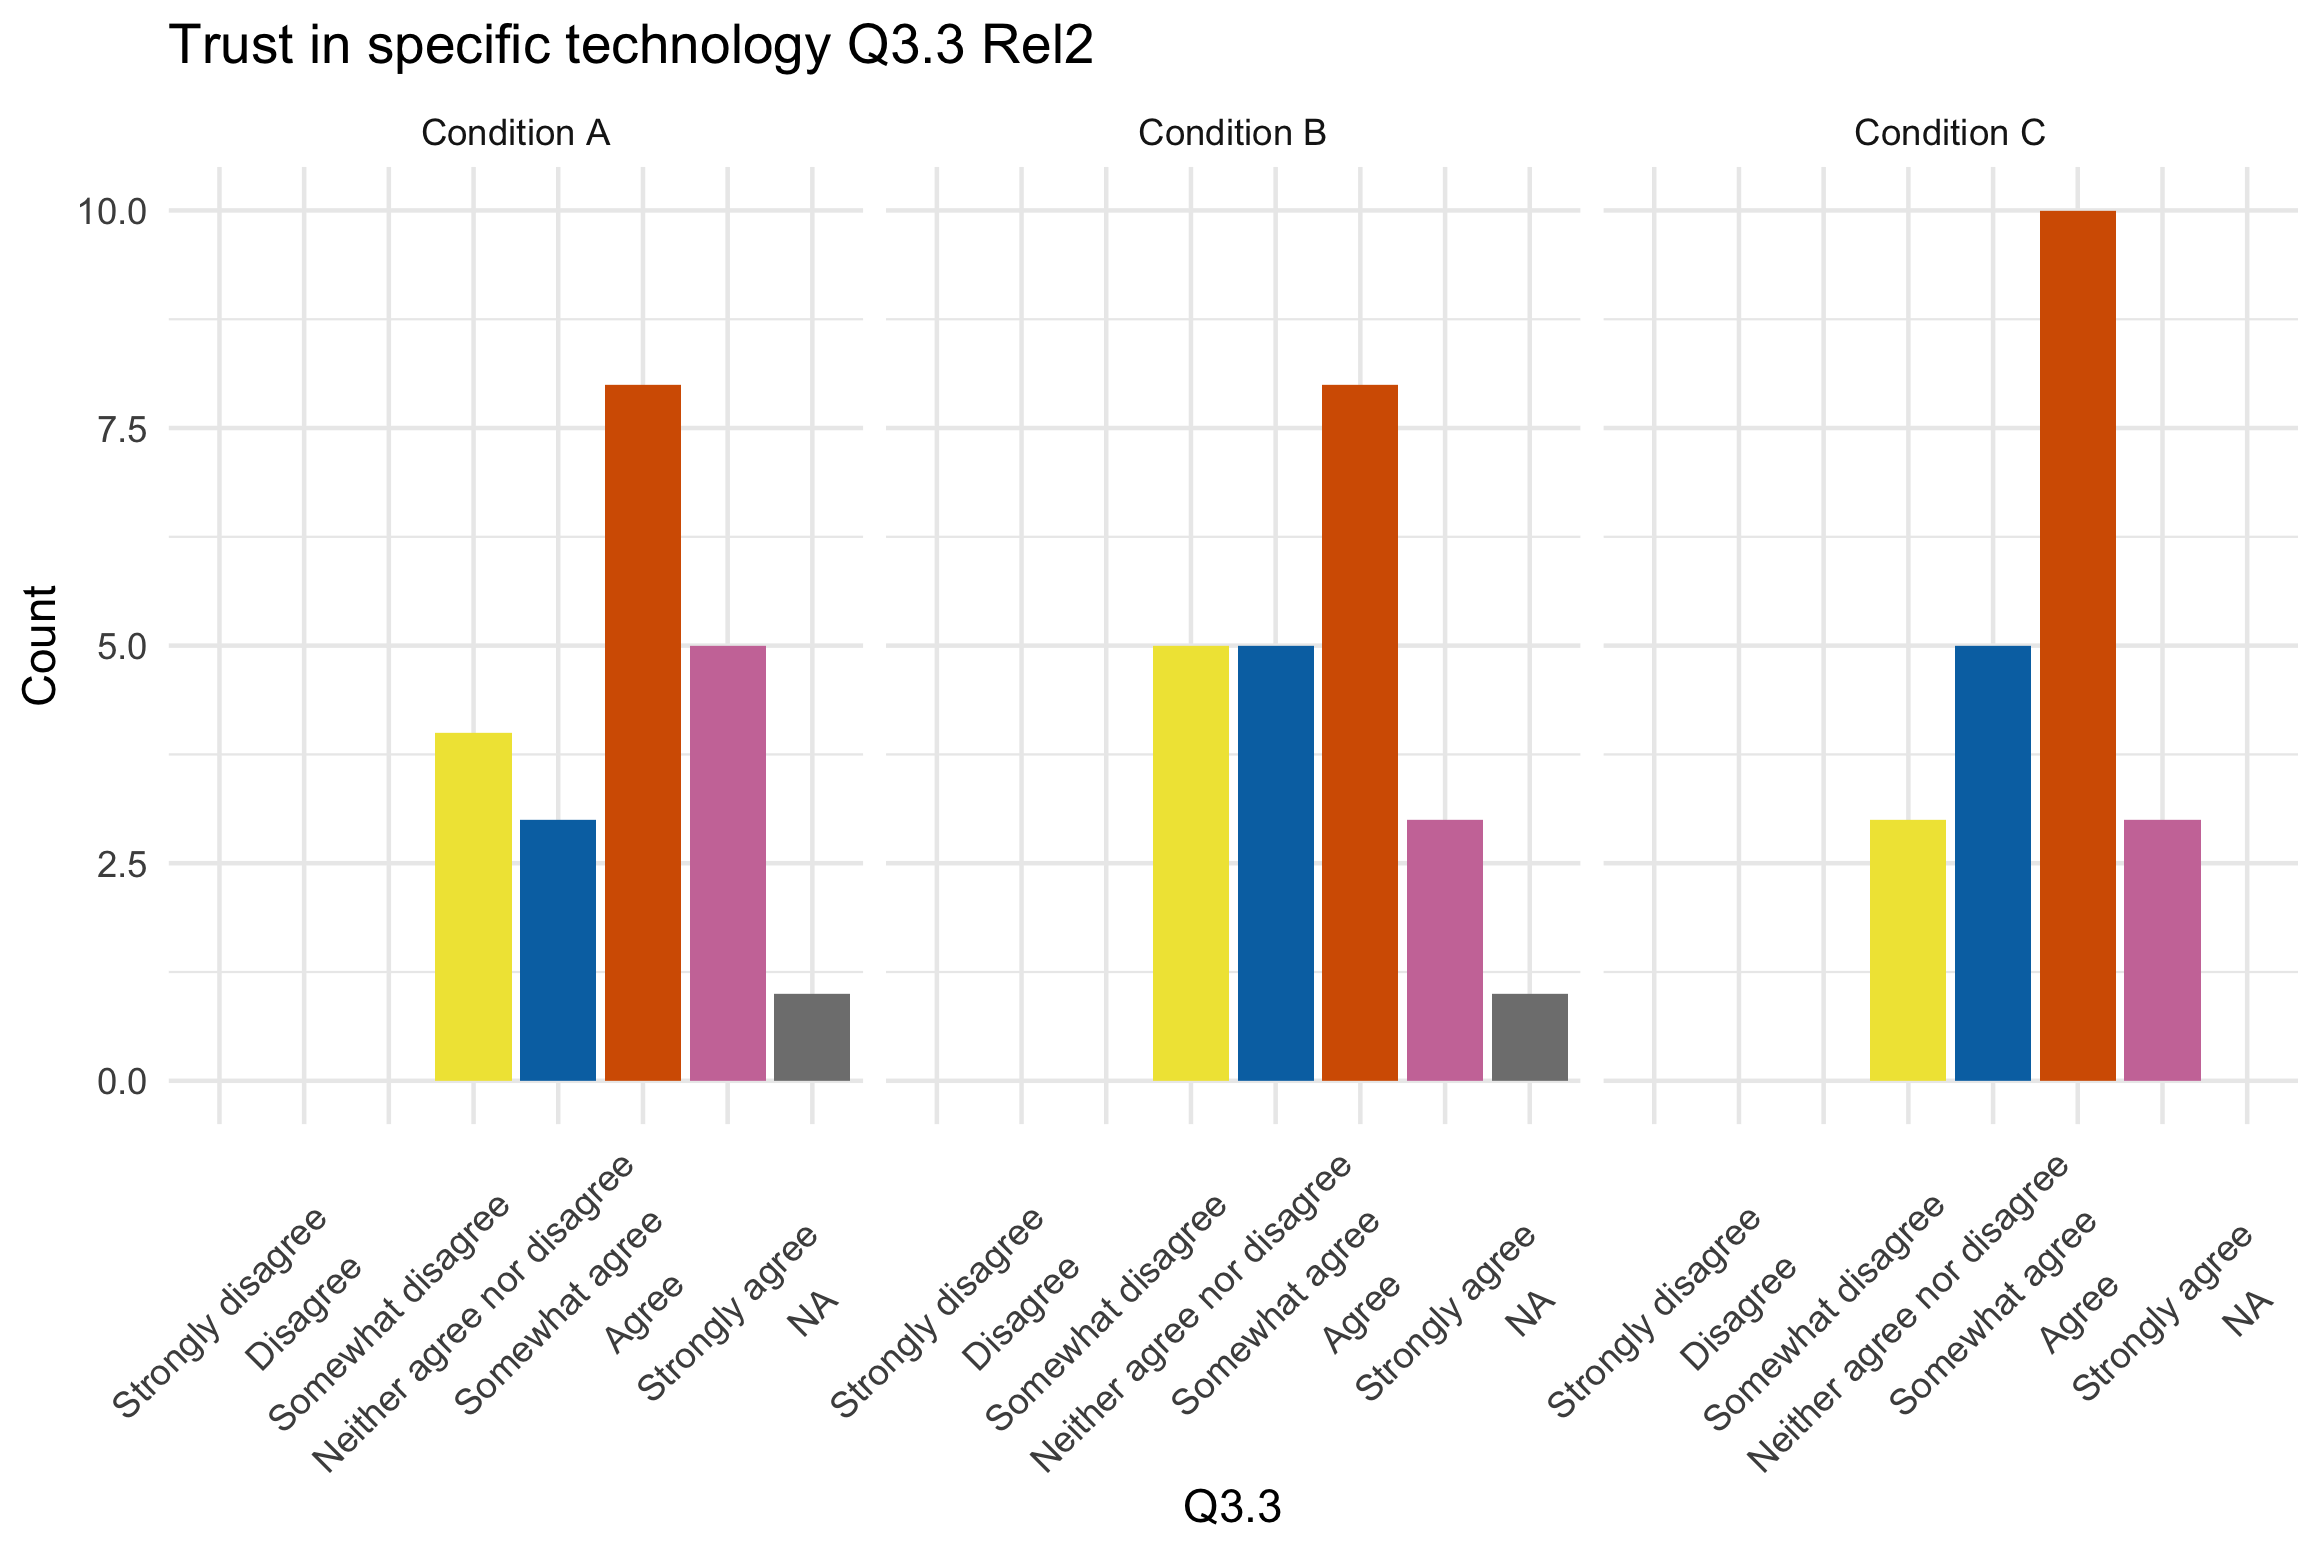 Trust in specific technology Q3.3 Rel2
Condition A
Condition B
Condition C
10.0
7.5
5.0
2.5
0.0
Count
Strongly disagree
Disagree
Somewhat disagree
Neither agree nor disagree
Somewhat agree
Agree
Strongly agree
NA
Strongly disagree
Disagree
Somewhat disagree
Neither agree nor disagree
Somewhat agree
Agree
Strongly agree
NA
Strongly disagree
Disagree
Somewhat disagree
Neither agree nor disagree
Somewhat agree
Agree
Strongly agree
NA
Q3.3